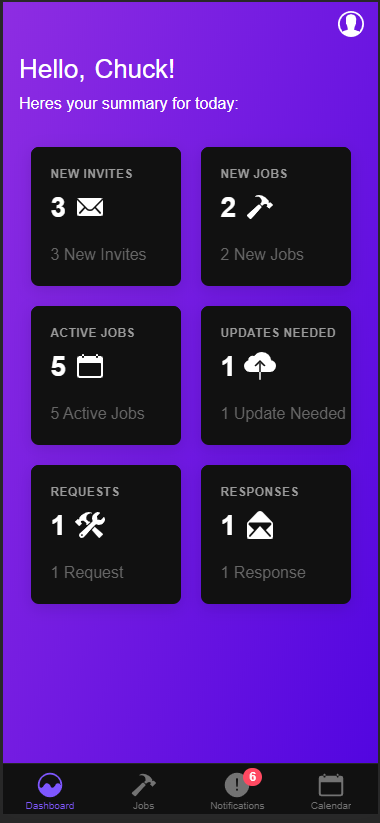 Hello, Chuck!
Heres your summary for today:
NEW INVITES
3
3 New Invites
NEW JOBS
2
2 New Jobs
ACTIVE JOBS
5
5 Active Jobs
UPDATES NEEDED
1
1 Update Needed
REQUESTS
1
1 Request
RESPONSES
1
1 Response
Dashboard
Jobs
6
Notifications
Calendar